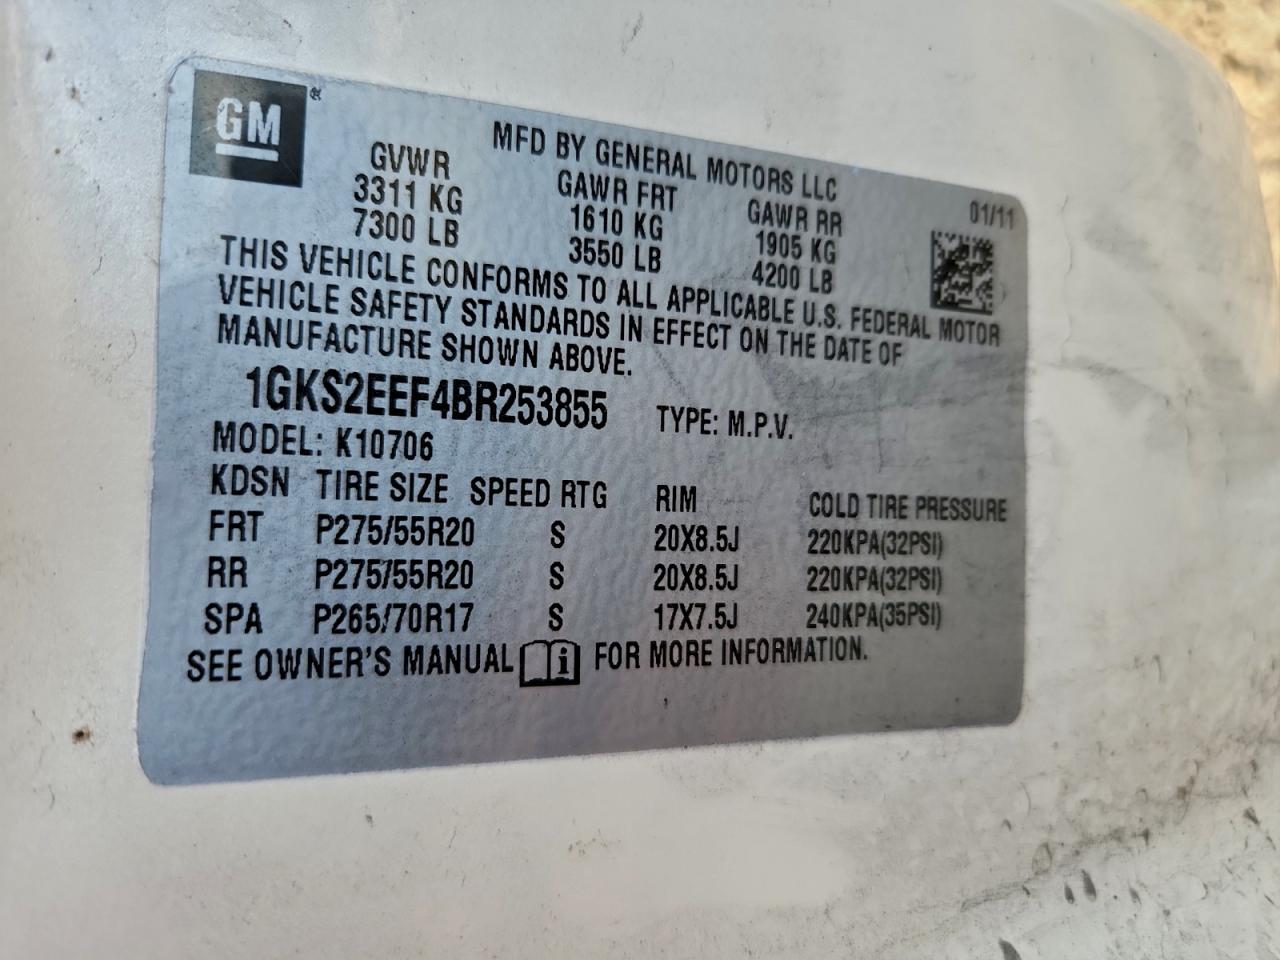 GM
MFD BY GENERAL MOTORS LLC
GVWR GAWR FRT GAWR RR 01/11
3311 KG 1610 KG 1905 KG
7300 LB 3550 LB 4200 LB
THIS VEHICLE CONFORMS TO ALL APPLICABLE U.S. FEDERAL MOTOR
VEHICLE SAFETY STANDARDS IN EFFECT ON THE DATE OF
MANUFACTURE SHOWN ABOVE.
1GKS2EEF4BR253855 TYPE: M.P.V.
MODEL: K10706
KDSN TIRE SIZE SPEED RTG RIM COLD TIRE PRESSURE
FRT P275/55R20 S 20X8.5J 220KPA(32PSI)
RR P275/55R20 S 20X8.5J 220KPA(32PSI)
SPA P265/70R17 S 17X7.5J 240KPA(35PSI)
SEE OWNER'S MANUAL i FOR MORE INFORMATION.